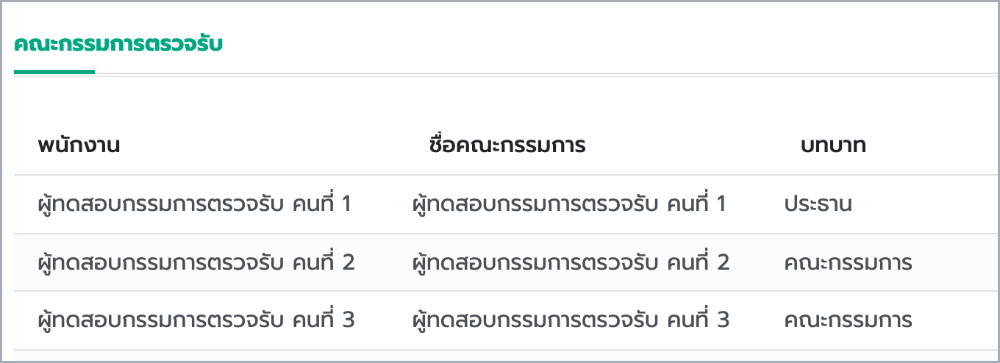 คณะกรรมการตรวจรับ
พนักงาน ชื่อคณะกรรมการ บทบาท
ผู้ทดสอบกรรมการตรวจรับ คนที่ 1 ผู้ทดสอบกรรมการตรวจรับ คนที่ 1 ประธาน
ผู้ทดสอบกรรมการตรวจรับ คนที่ 2 ผู้ทดสอบกรรมการตรวจรับ คนที่ 2 คณะกรรมการ
ผู้ทดสอบกรรมการตรวจรับ คนที่ 3 ผู้ทดสอบกรรมการตรวจรับ คนที่ 3 คณะกรรมการ